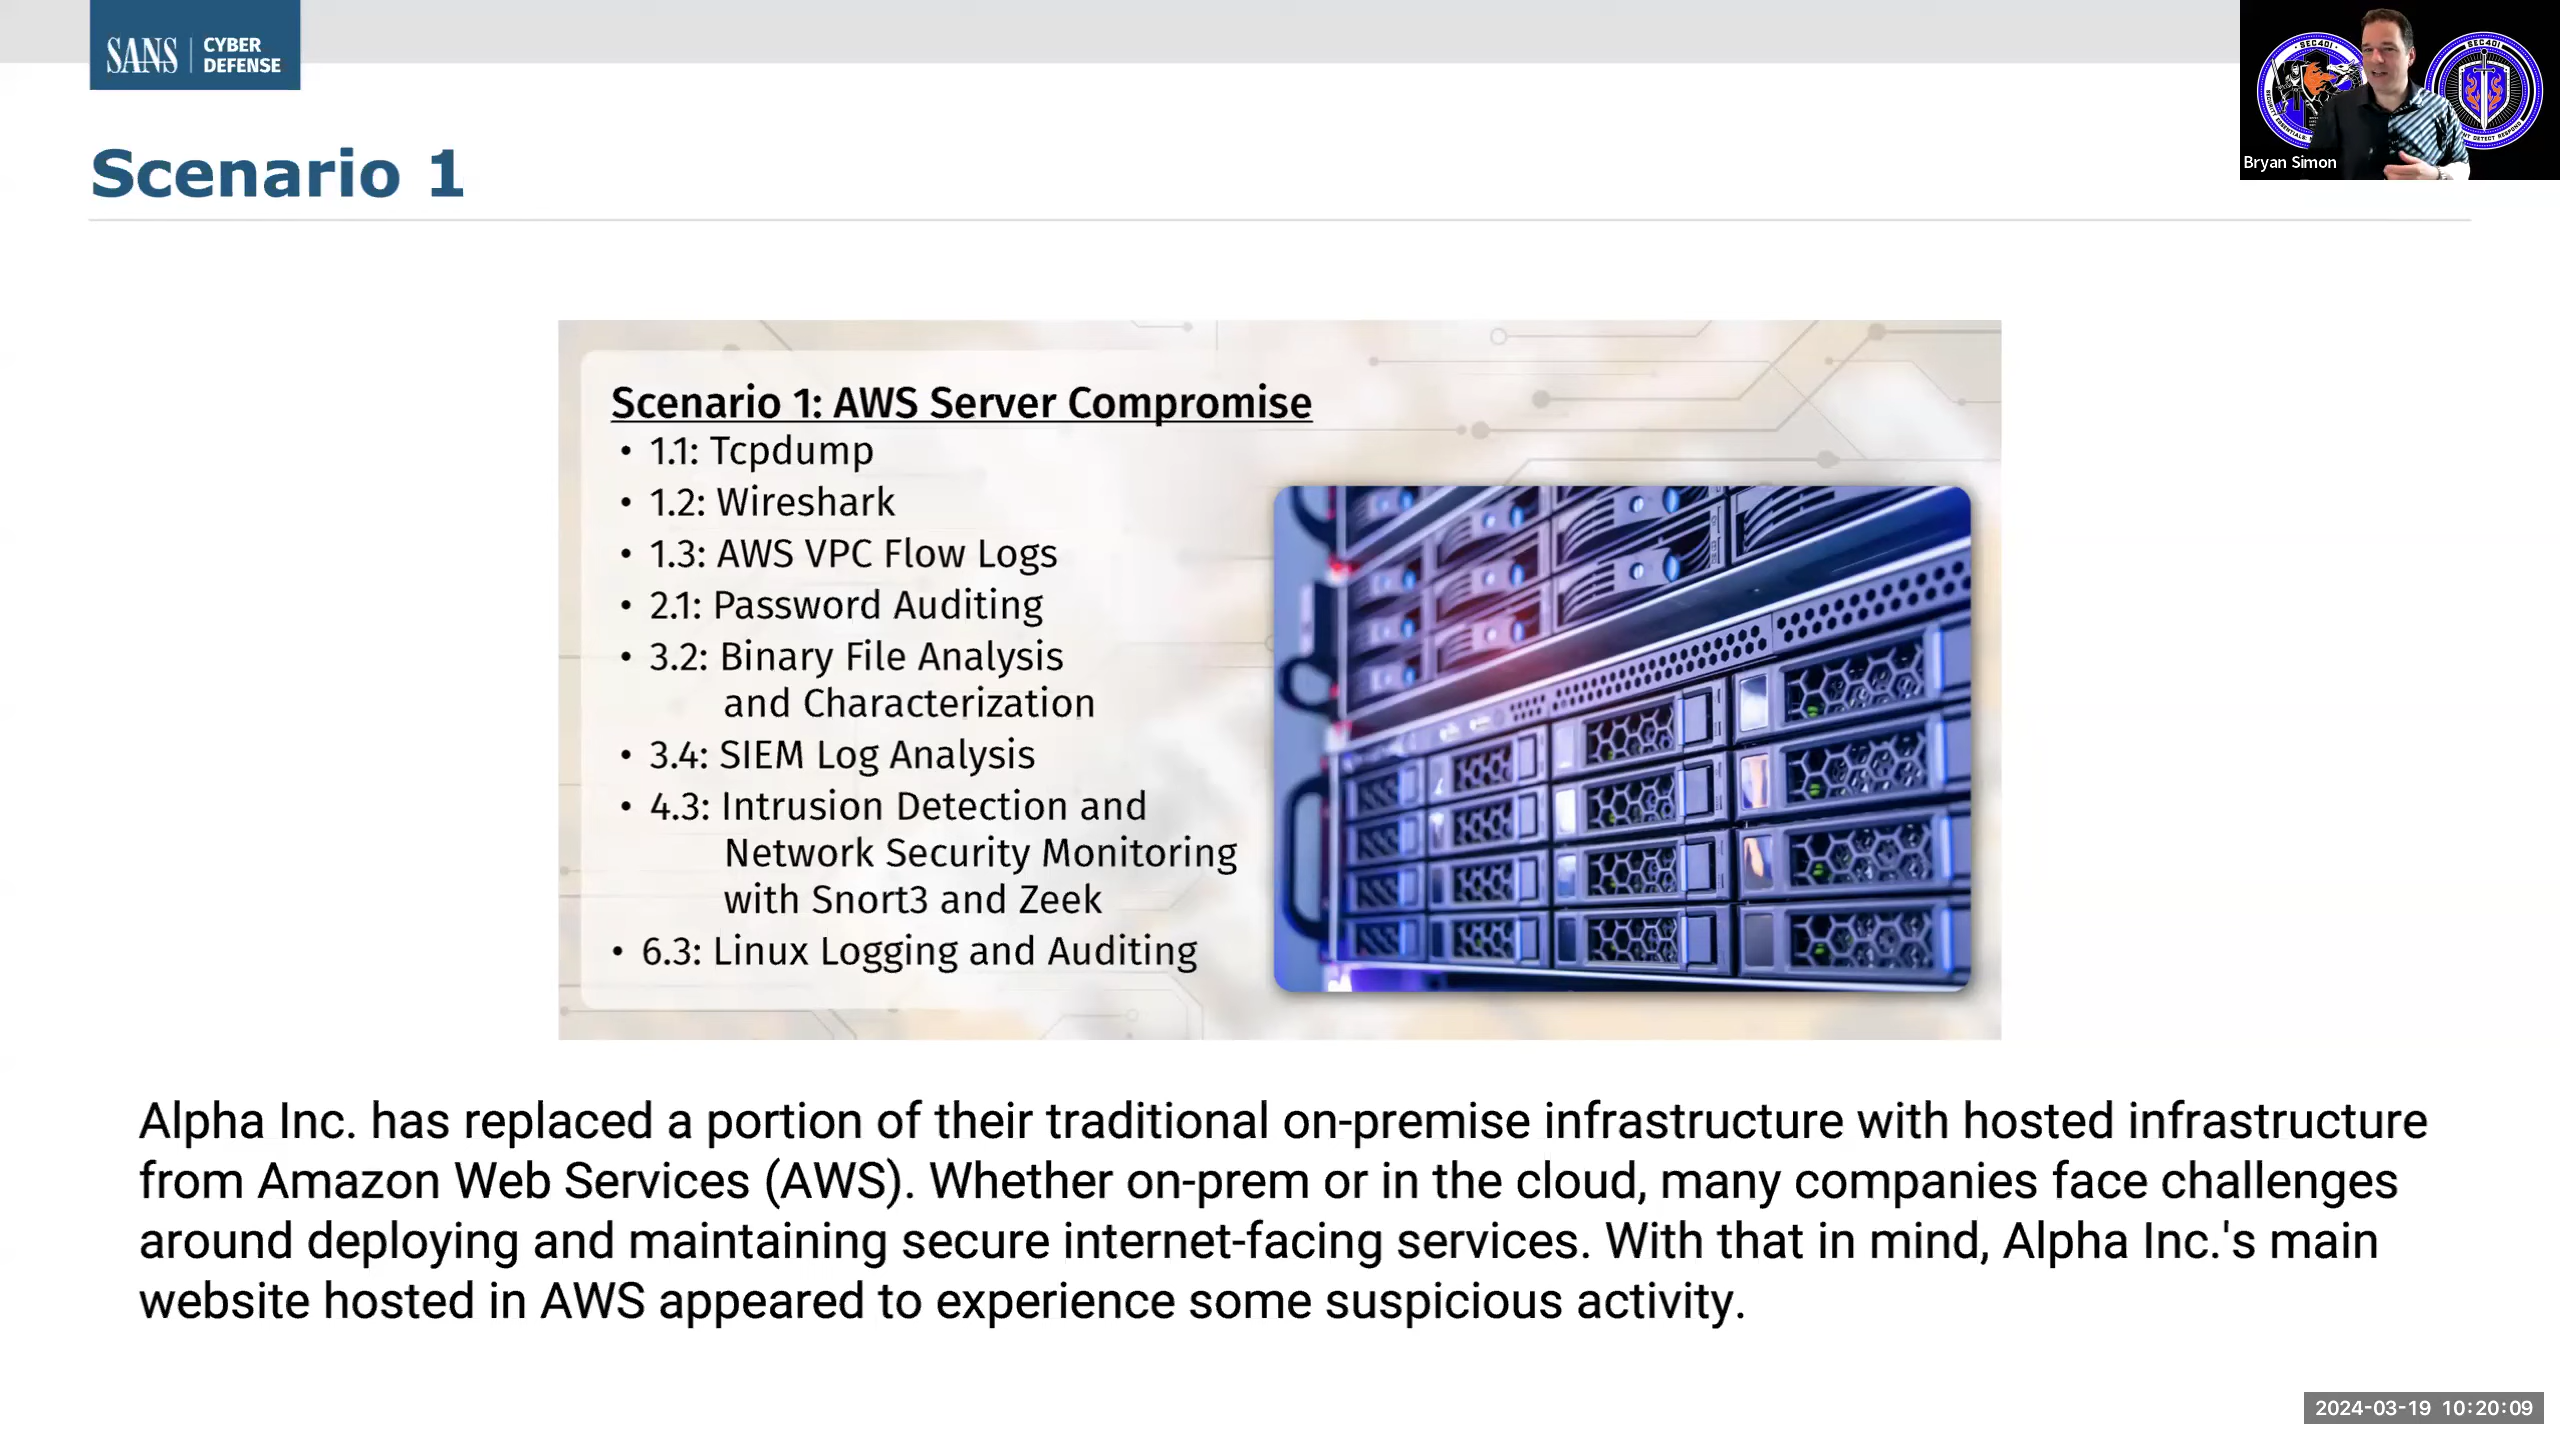 SANS | CYBER
DEFENSE
Scenario 1
SEC401
SEC401
Bryan Simon
Scenario 1: AWS Server Compromise
• 1.1: Tcpdump
• 1.2: Wireshark
• 1.3: AWS VPC Flow Logs
• 2.1: Password Auditing
• 3.2: Binary File Analysis
and Characterization
• 3.4: SIEM Log Analysis
• 4.3: Intrusion Detection and
Network Security Monitoring
with Snort3 and Zeek
• 6.3: Linux Logging and Auditing
Alpha Inc. has replaced a portion of their traditional on-premise infrastructure with hosted infrastructure
from Amazon Web Services (AWS). Whether on-prem or in the cloud, many companies face challenges
around deploying and maintaining secure internet-facing services. With that in mind, Alpha Inc.'s main
website hosted in AWS appeared to experience some suspicious activity.
2024-03-19 10:20:09